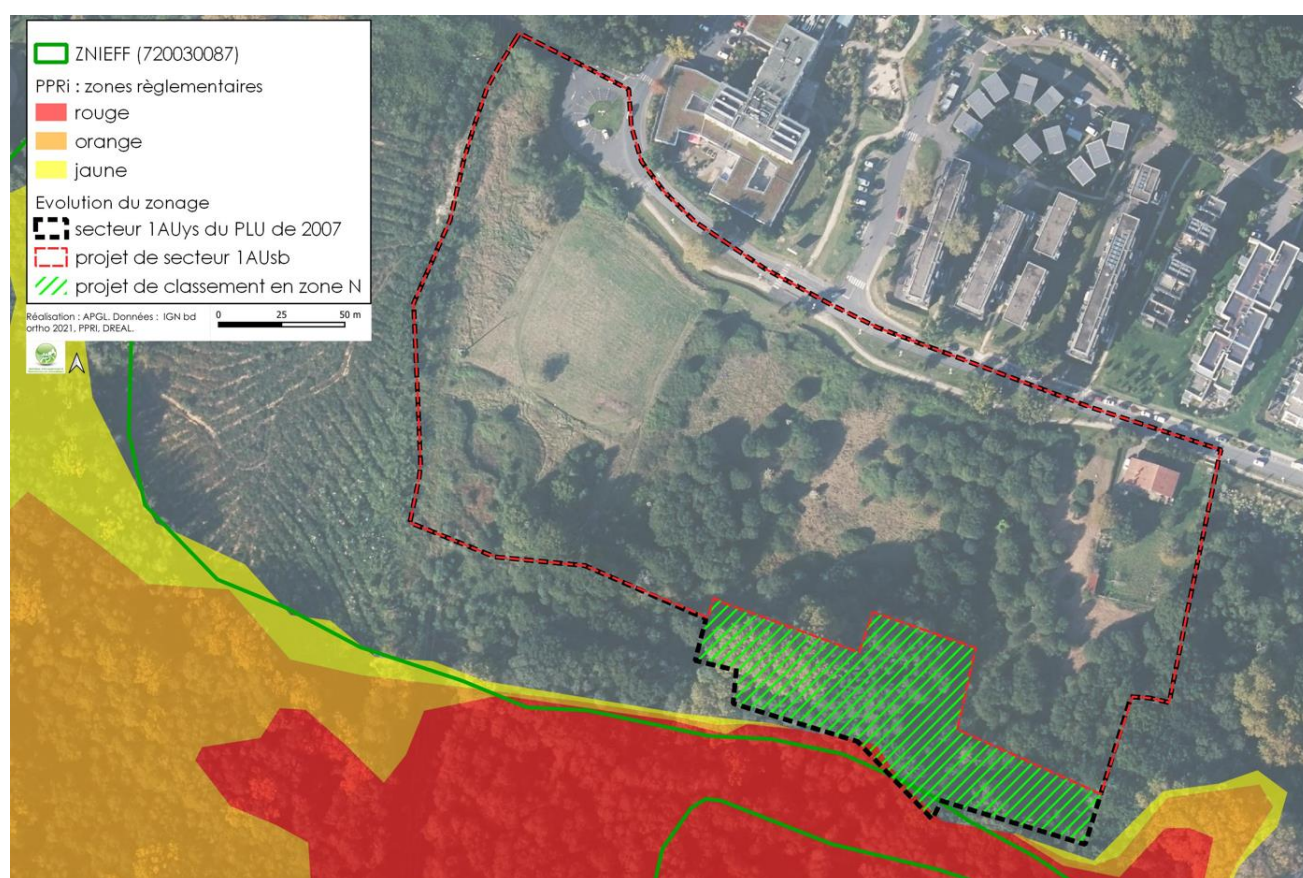 ZNIEFF (720030087)
PPRi : zones règlementaires
rouge
orange
jaune
Evolution du zonage
secteur 1AUys du PLU de 2007
projet de secteur 1AUsb
projet de classement en zone N
Réalisation : APGL. Données : IGN bd
ortho 2021, PPRI, DREAL.
0 25 50 m